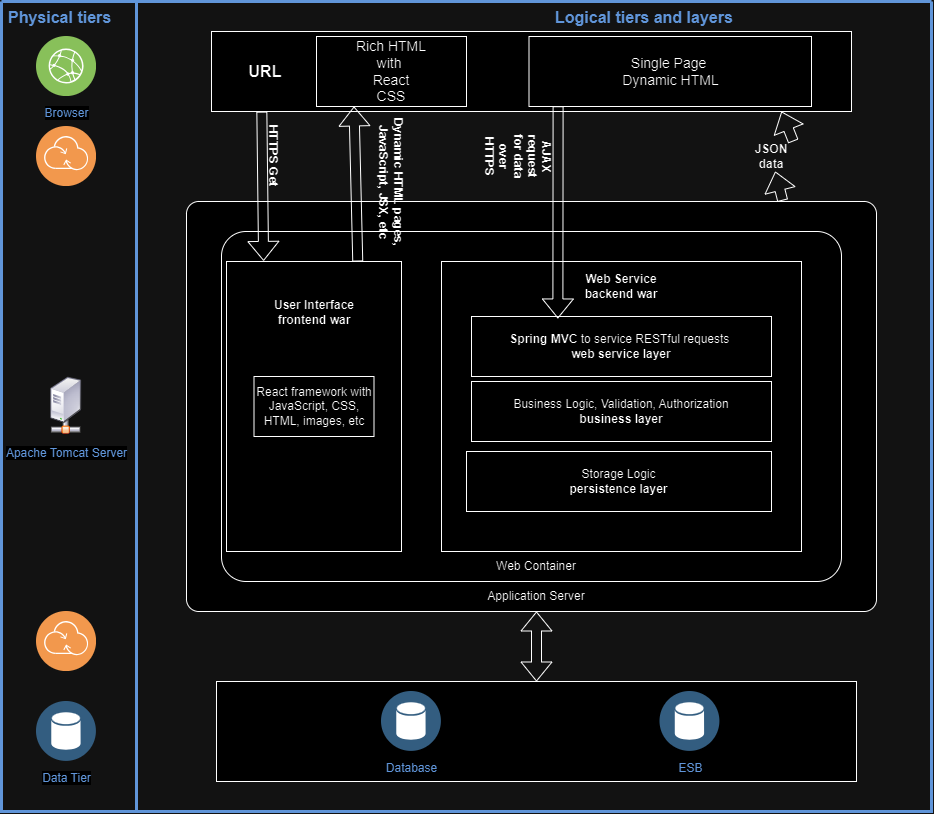 Physical tiers
Logical tiers and layers
Browser
URL
Rich HTML
with
React
CSS
Single Page
Dynamic HTML
HTTPS Get
Dynamic HTML pages,
JavaScript, JSX, etc
AJAX
request
for data
over
HTTPS
JSON
data
User Interface
frontend war
React framework with
JavaScript, CSS,
HTML, images, etc
Web Service
backend war
Spring MVC to service RESTful requests
web service layer
Business Logic, Validation, Authorization
business layer
Storage Logic
persistence layer
Apache Tomcat Server
Web Container
Application Server
Database
ESB
Data Tier